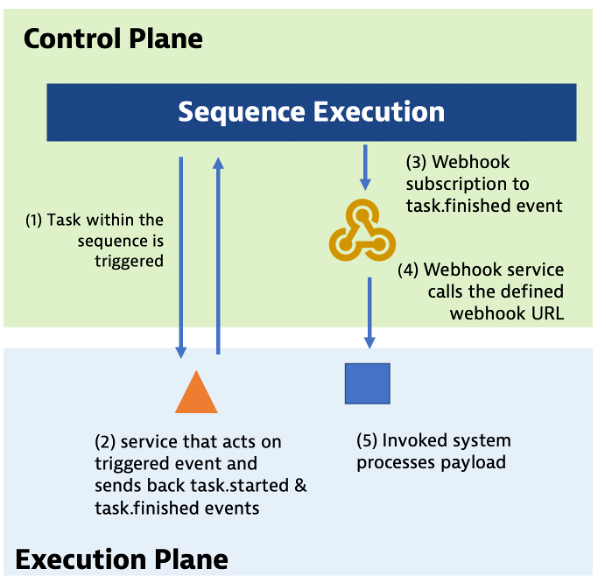 Control Plane
Sequence Execution
(1) Task within the
sequence is
triggered
(3) Webhook
subscription to
task.finished event
(4) Webhook service
calls the defined
webhook URL
(2) service that acts on
triggered event and
sends back task.started &
task.finished events
(5) Invoked system
processes payload
Execution Plane